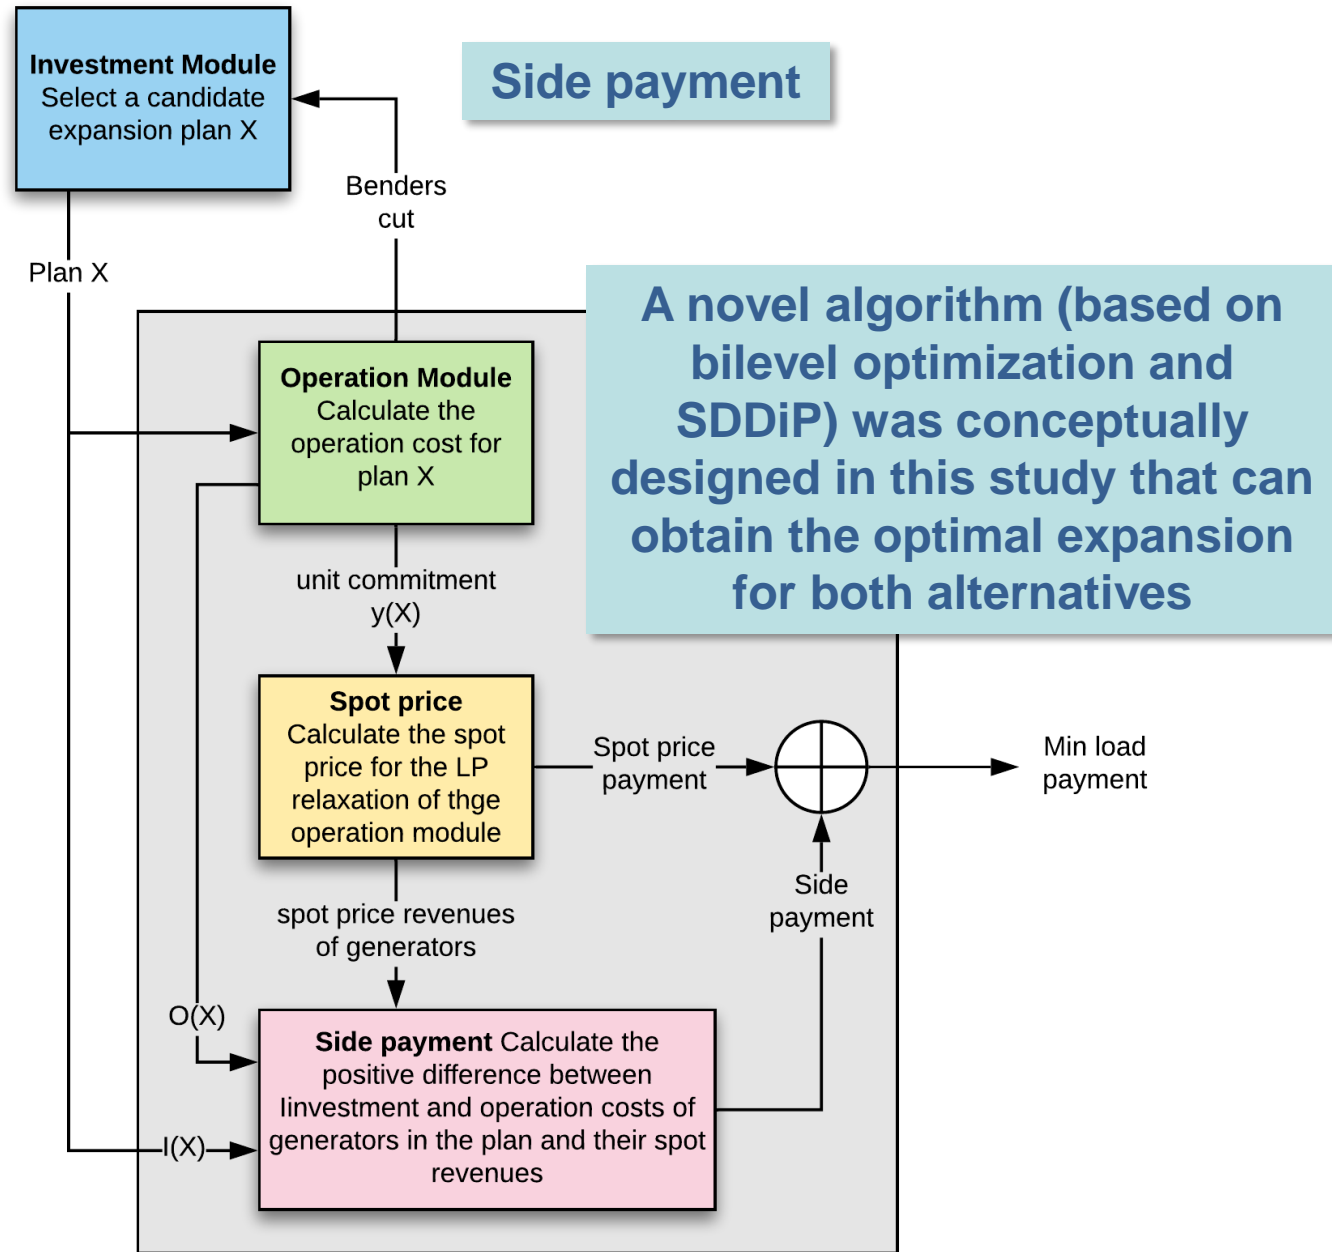 Investment Module
Select a candidate
expansion plan X
Side payment
Benders
cut
Plan X
A novel algorithm (based on
bilevel optimization and
SDDiP) was conceptually
designed in this study that can
obtain the optimal expansion
for both alternatives
Operation Module
Calculate the
operation cost for
plan X
unit commitment
y(X)
Spot price
Calculate the spot
price for the LP
relaxation of thge
operation module
Spot price
payment
Min load
payment
spot price revenues
of generators
Side
payment
O(X)
Side payment Calculate the
positive difference between
Iinvestment and operation costs of
generators in the plan and their spot
revenues
I(X)